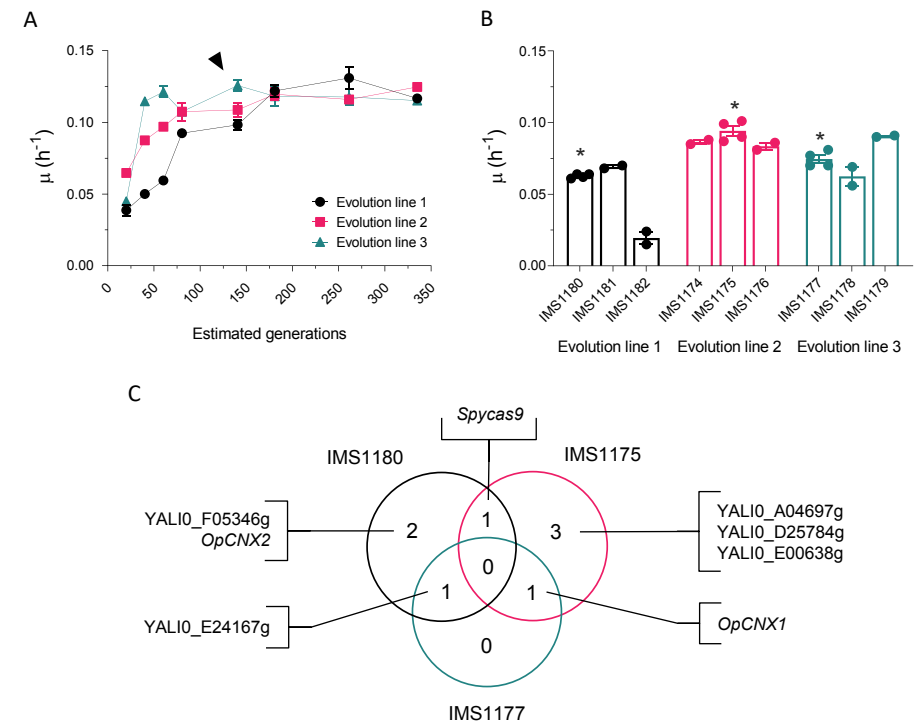 A
μ (h⁻¹)
0.15
0.10
0.05
0.00
0
50
100
150
200
250
300
350
Estimated generations
Evolution line 1
Evolution line 2
Evolution line 3
B
μ (h⁻¹)
0.15
0.10
0.05
0.00
*
*
*
IMS1180
IMS1181
IMS1182
IMS1174
IMS1175
IMS1176
IMS1177
IMS1178
IMS1179
Evolution line 1
Evolution line 2
Evolution line 3
C
Spycas9
IMS1180
IMS1175
YALI0_F05346g
OpCNX2
2
1
3
YALI0_A04697g
YALI0_D25784g
YALI0_E00638g
0
YALI0_E24167g
1
1
OpCNX1
0
IMS1177